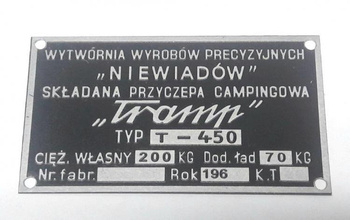 WYTWÓRNIA WYROBÓW PRECYZYJNYCH
„NIEWIADÓW"
SKŁADANA PRZYCZEPA CAMPINGOWA
„Tramp"
TYP T-450
CIĘŻ. WŁASNY 200 KG Dod. ład 70 KG
Nr. fabr. Rok 196 K.T